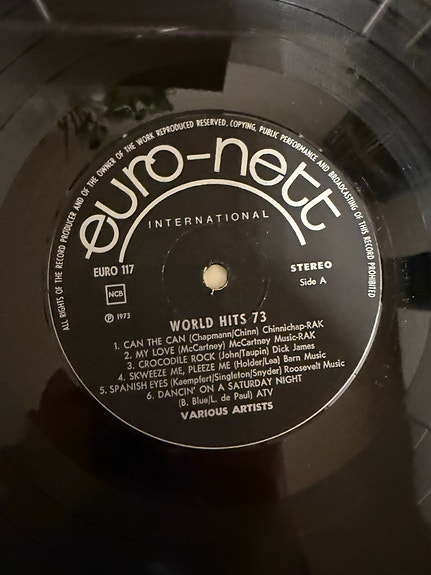 ALL RIGHTS OF THE RECORD PRODUCER AND OF THE OWNER OF THE WORK REPRODUCED RESERVED. COPYING, PUBLIC PERFORMANCE AND BROADCASTING OF THIS RECORD PROHIBITED
euro-nett
INTERNATIONAL
EURO 117
STEREO
Side A
NCB
Ⓟ 1973
WORLD HITS 73
1. CAN THE CAN (Chapmann/Chinn) Chinnichap-RAK
2. MY LOVE (McCartney) McCartney Music-RAK
3. CROCODILE ROCK (John/Taupin) Dick James
4. SKWEEZE ME, PLEEZE ME (Holder/Lea) Barn Music
5. SPANISH EYES (Kaempfert/Singleton/Snyder) Roosevelt Music
6. DANCIN' ON A SATURDAY NIGHT
(B. Blue/L. de Paul) ATV
VARIOUS ARTISTS